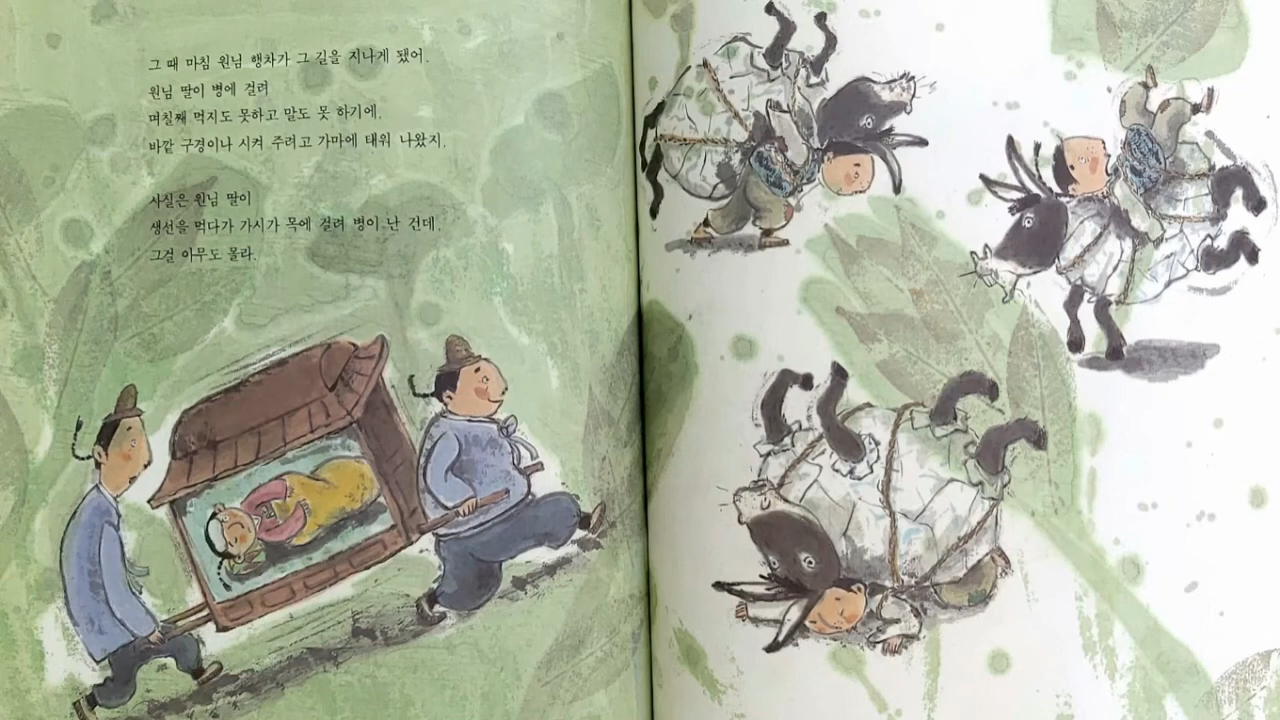 그 때 마침 원님 행차가 그 길을 지나게 됐어.
원님 딸이 병에 걸려
며칠째 먹지도 못하고 말도 못 하기에,
바깥 구경이나 시켜 주려고 가마에 태워 나왔지.
사실은 원님 딸이
생선을 먹다가 가시가 목에 걸려 병이 난 건데,
그걸 아무도 몰라.